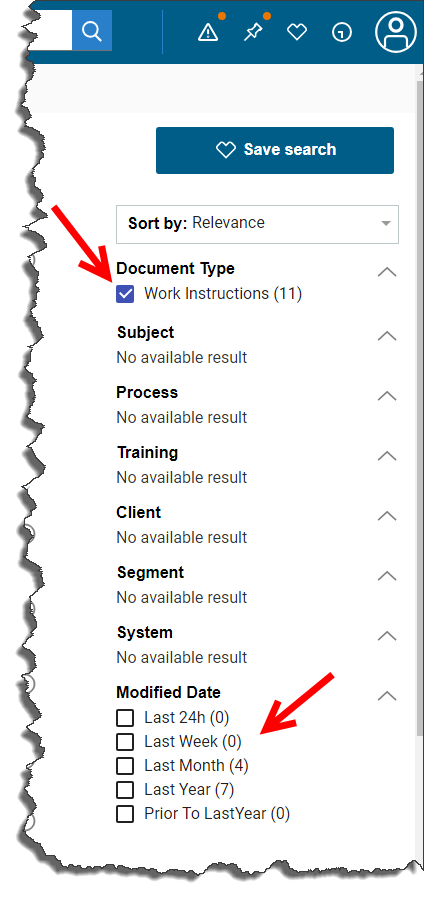 Save search
Sort by: Relevance
Document Type
Work Instructions (11)
Subject
No available result
Process
No available result
Training
No available result
Client
No available result
Segment
No available result
System
No available result
Modified Date
Last 24h (0)
Last Week (0)
Last Month (4)
Last Year (7)
Prior To LastYear (0)